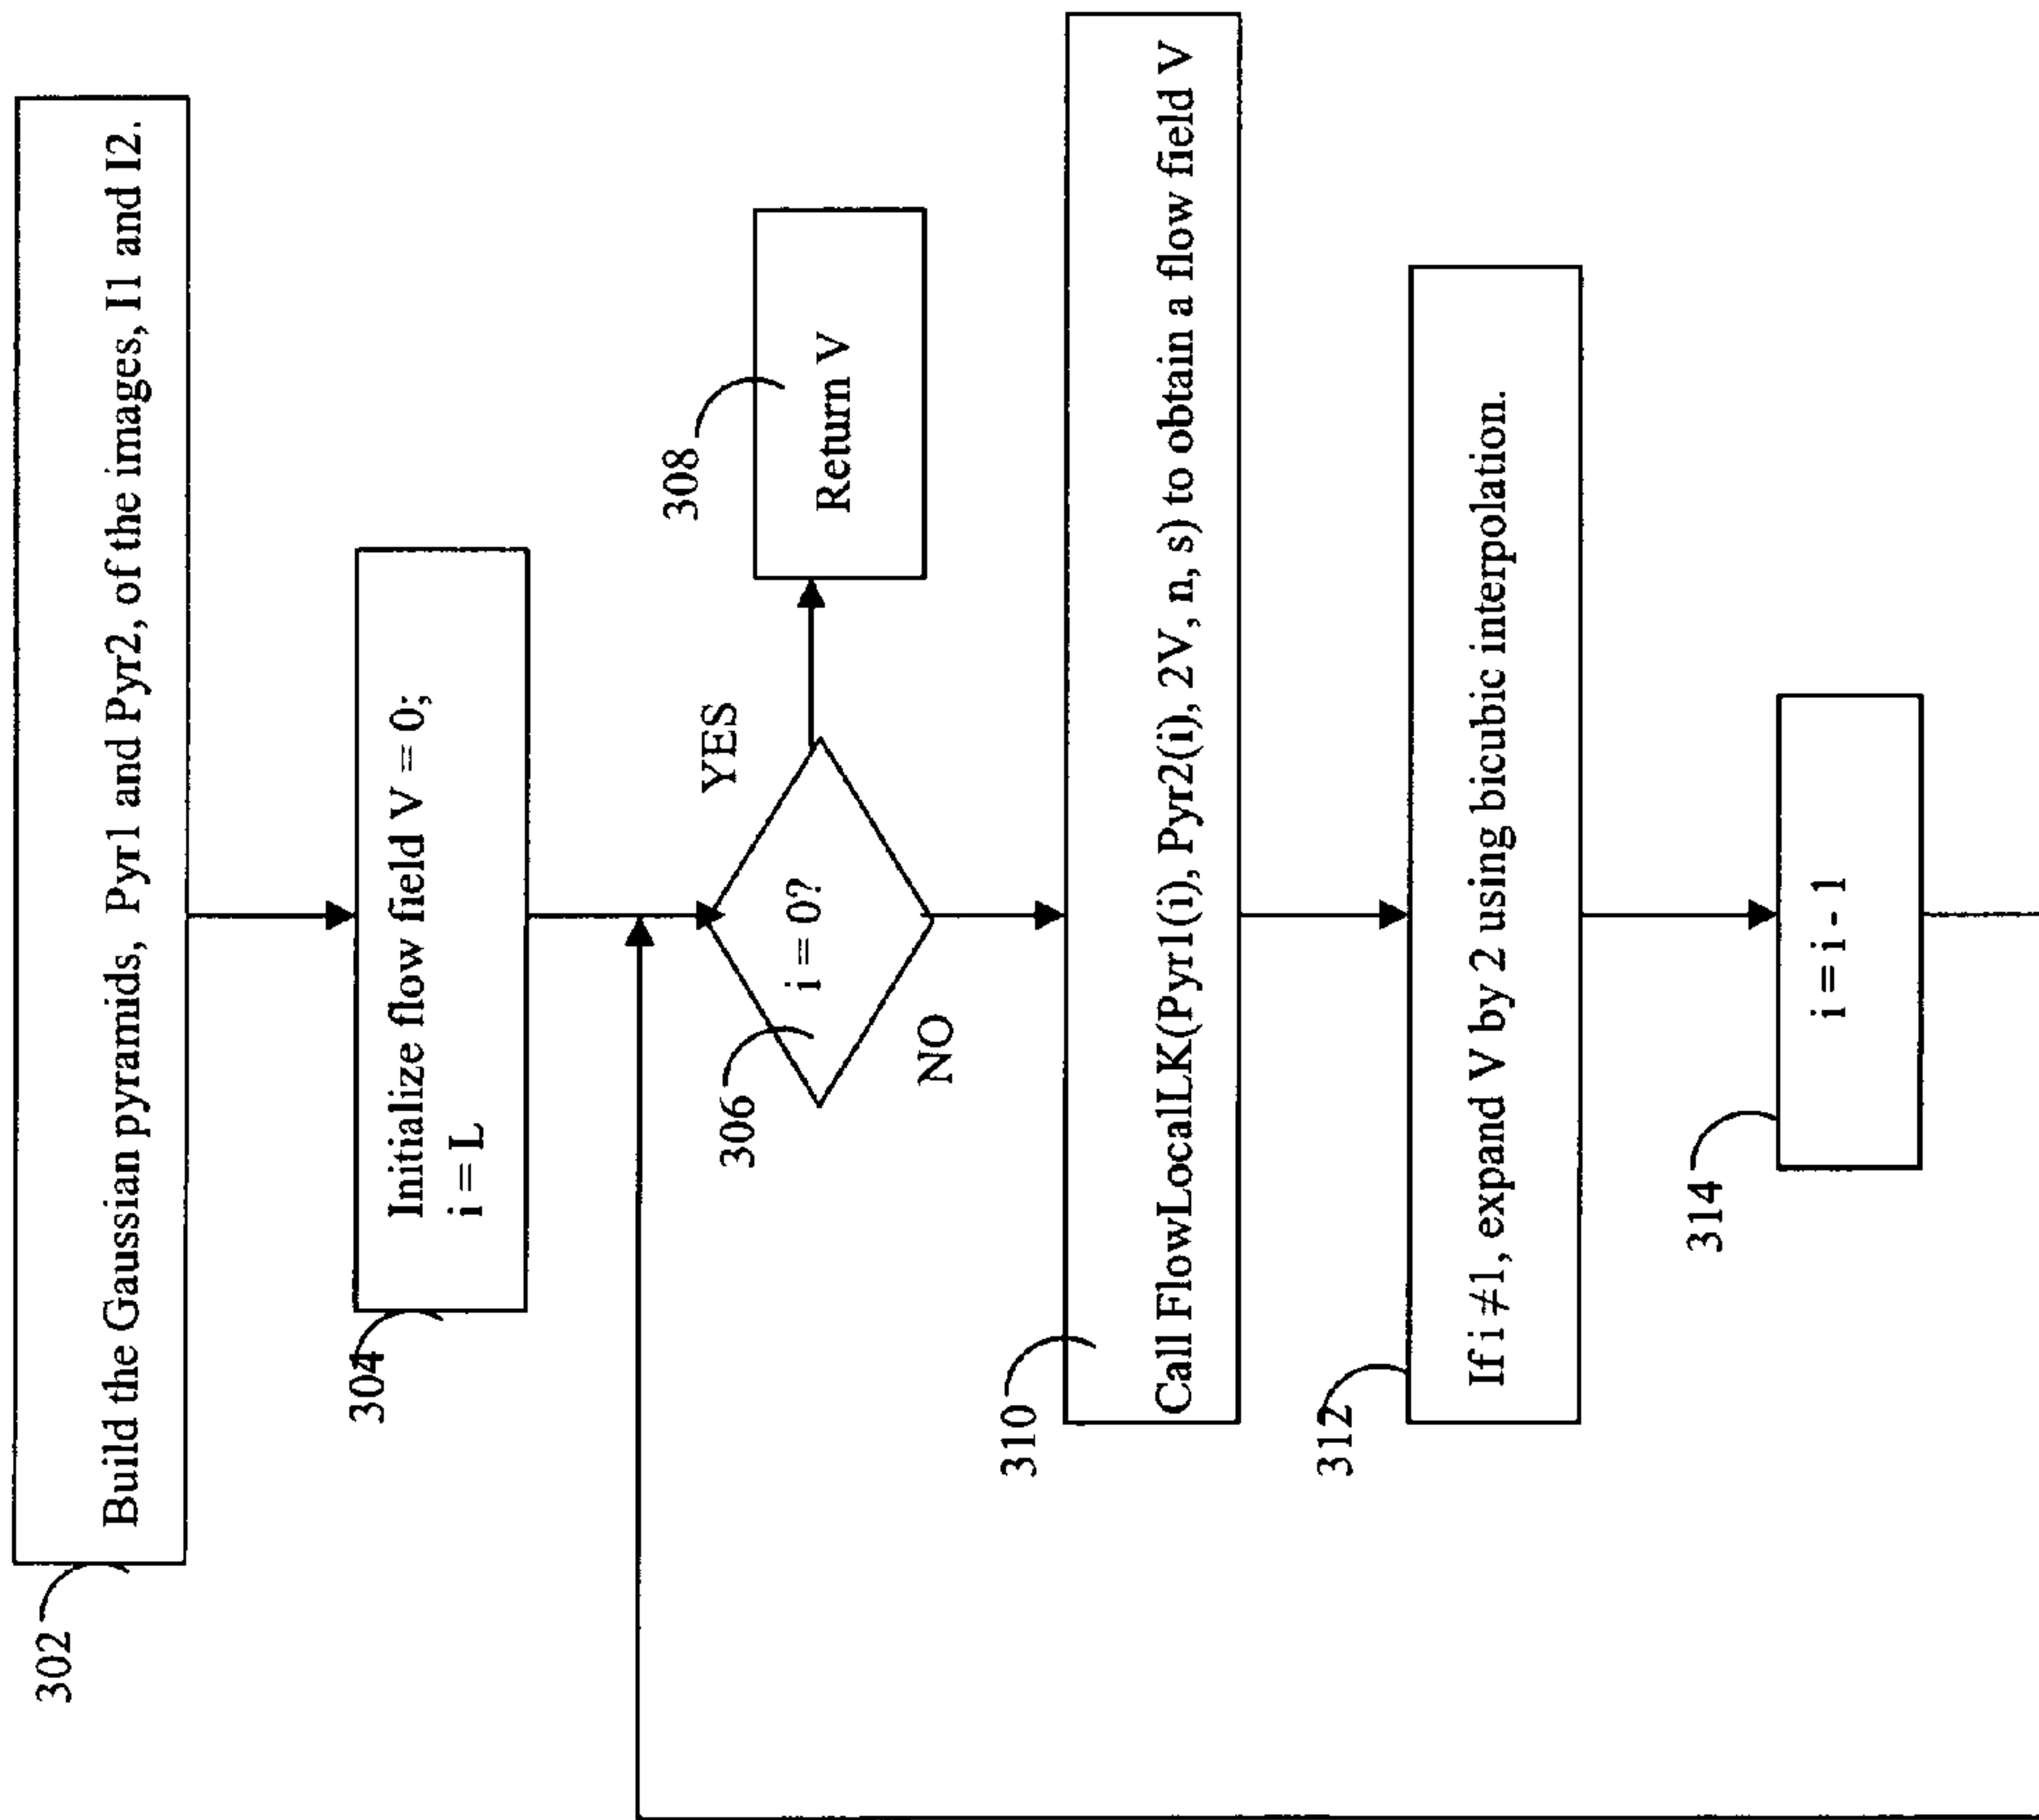 302
Build the Gaussian pyramids, Pyr1 and Pyr2, of the images, I1 and I2.
304
Initialize flow field V = 0;
i = L
306
i = 0?
YES
308
Return V
NO
310
Call FlowLocalLK(Pyr1(i), Pyr2(i), 2V, n, s) to obtain a flow field V
312
If i ≠1, expand V by 2 using bicubic interpolation.
314
i = i - 1